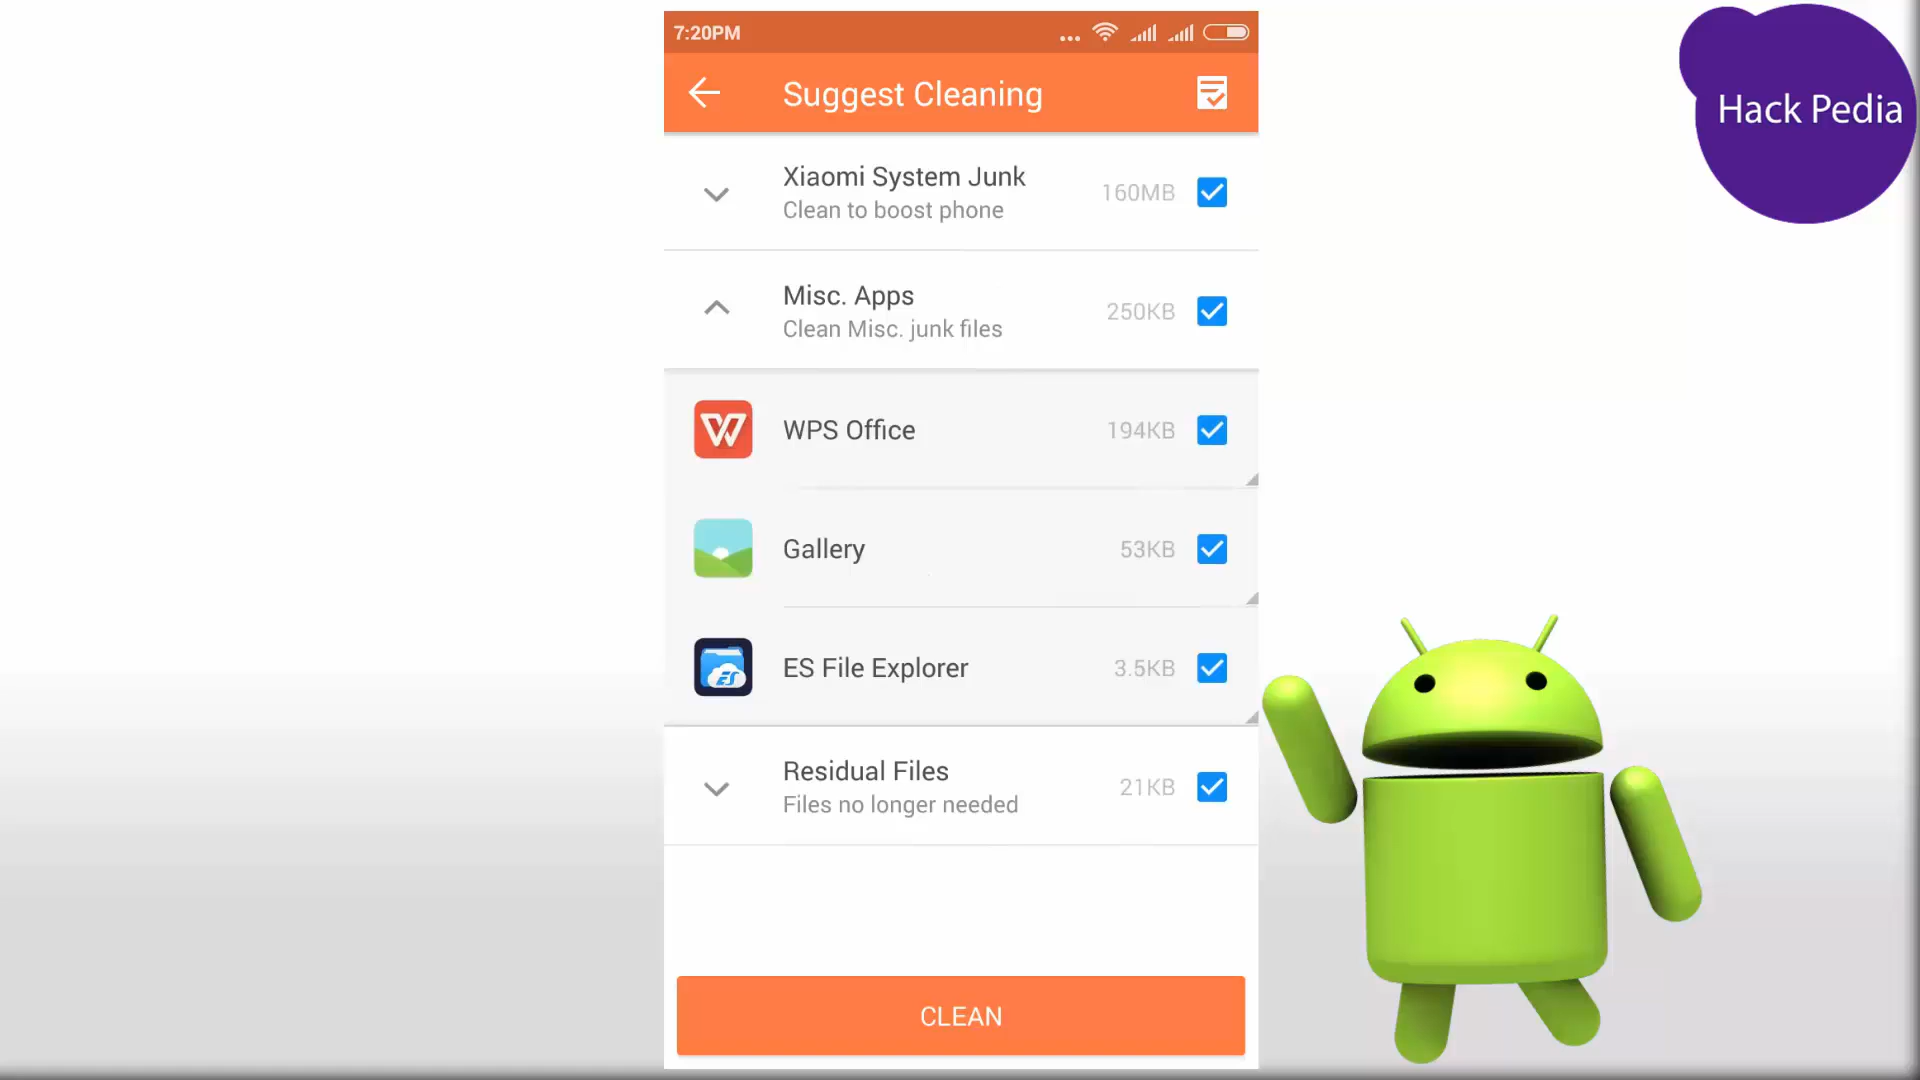 7:20PM
Suggest Cleaning
Hack Pedia
Xiaomi System Junk
Clean to boost phone
160MB
Misc. Apps
Clean Misc. junk files
250KB
WPS Office
194KB
Gallery
53KB
ES File Explorer
3.5KB
ES
Residual Files
Files no longer needed
21KB
CLEAN